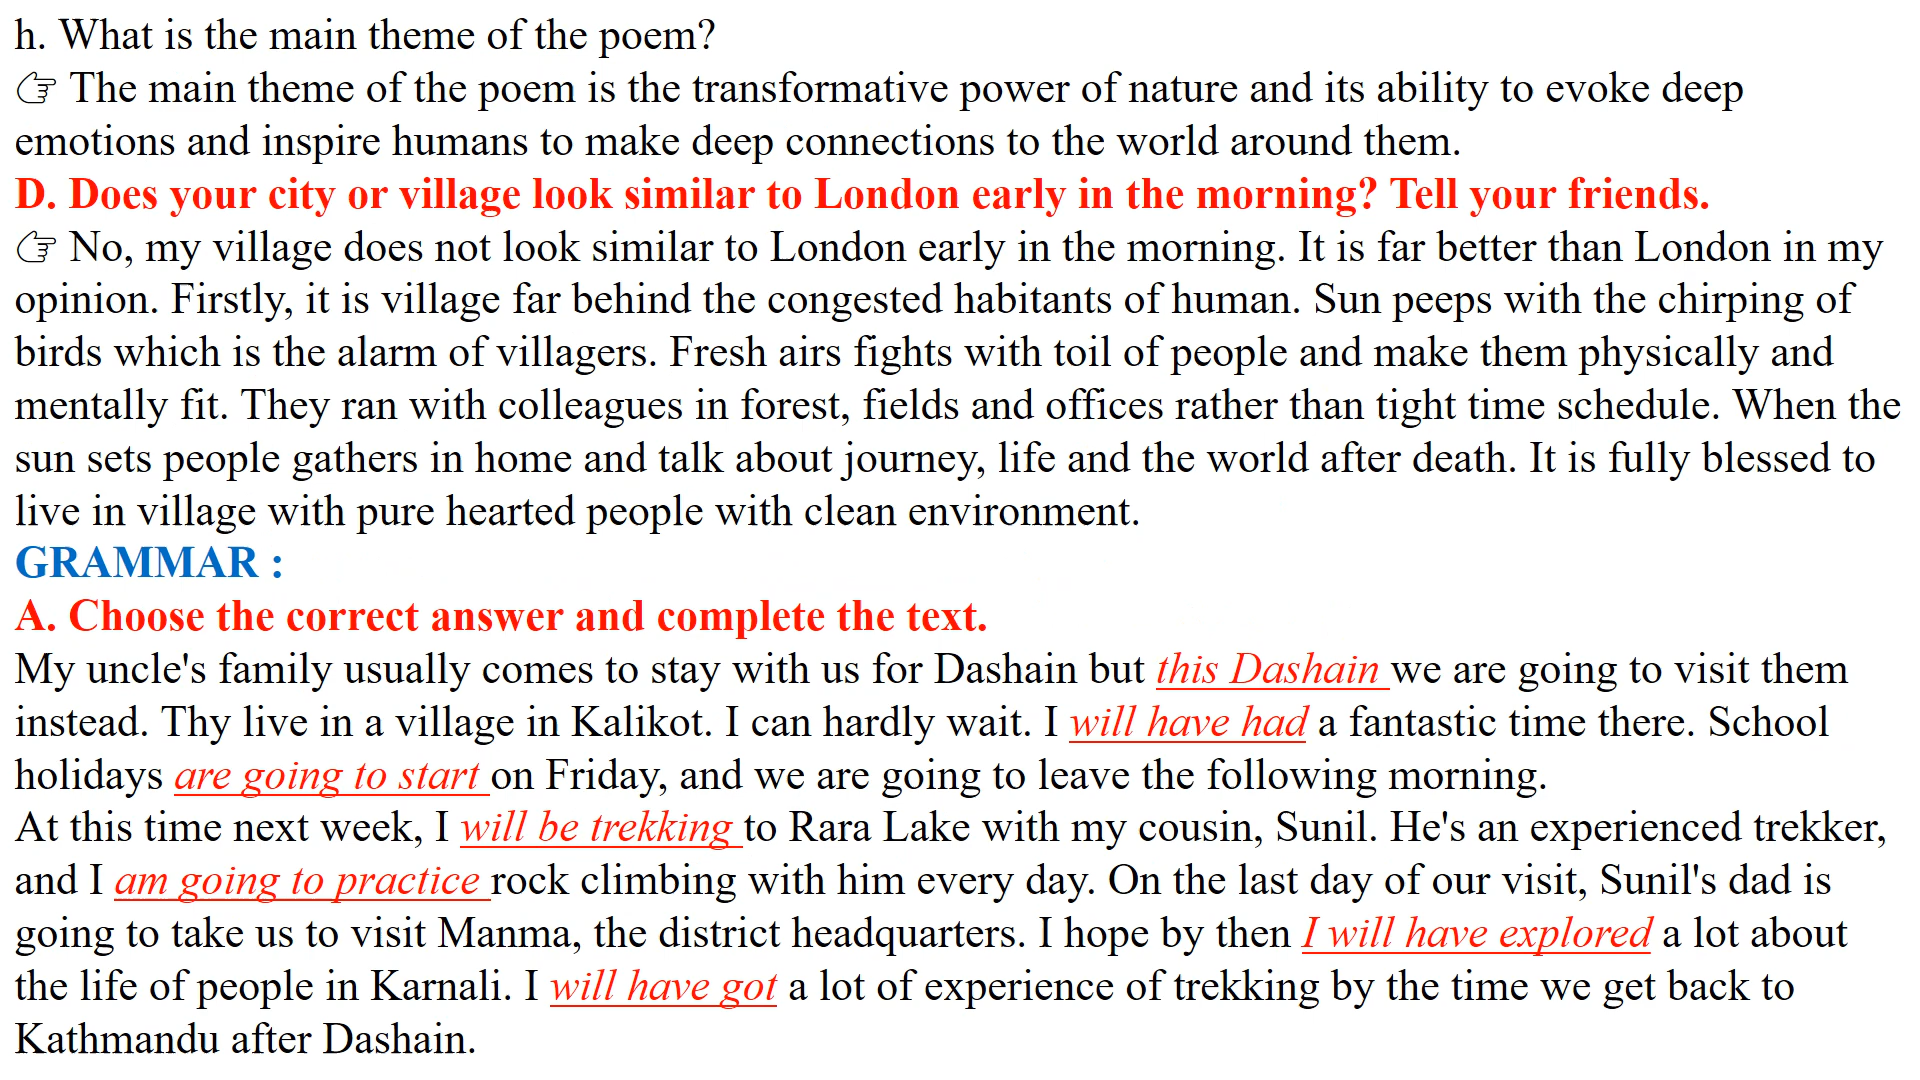 h. What is the main theme of the poem?
☞ The main theme of the poem is the transformative power of nature and its ability to evoke deep
emotions and inspire humans to make deep connections to the world around them.
D. Does your city or village look similar to London early in the morning? Tell your friends.
☞ No, my village does not look similar to London early in the morning. It is far better than London in my
opinion. Firstly, it is village far behind the congested habitants of human. Sun peeps with the chirping of
birds which is the alarm of villagers. Fresh airs fights with toil of people and make them physically and
mentally fit. They ran with colleagues in forest, fields and offices rather than tight time schedule. When the
sun sets people gathers in home and talk about journey, life and the world after death. It is fully blessed to
live in village with pure hearted people with clean environment.
GRAMMAR :
A. Choose the correct answer and complete the text.
My uncle's family usually comes to stay with us for Dashain but this Dashain we are going to visit them
instead. Thy live in a village in Kalikot. I can hardly wait. I will have had a fantastic time there. School
holidays are going to start on Friday, and we are going to leave the following morning.
At this time next week, I will be trekking to Rara Lake with my cousin, Sunil. He's an experienced trekker,
and I am going to practice rock climbing with him every day. On the last day of our visit, Sunil's dad is
going to take us to visit Manma, the district headquarters. I hope by then I will have explored a lot about
the life of people in Karnali. I will have got a lot of experience of trekking by the time we get back to
Kathmandu after Dashain.